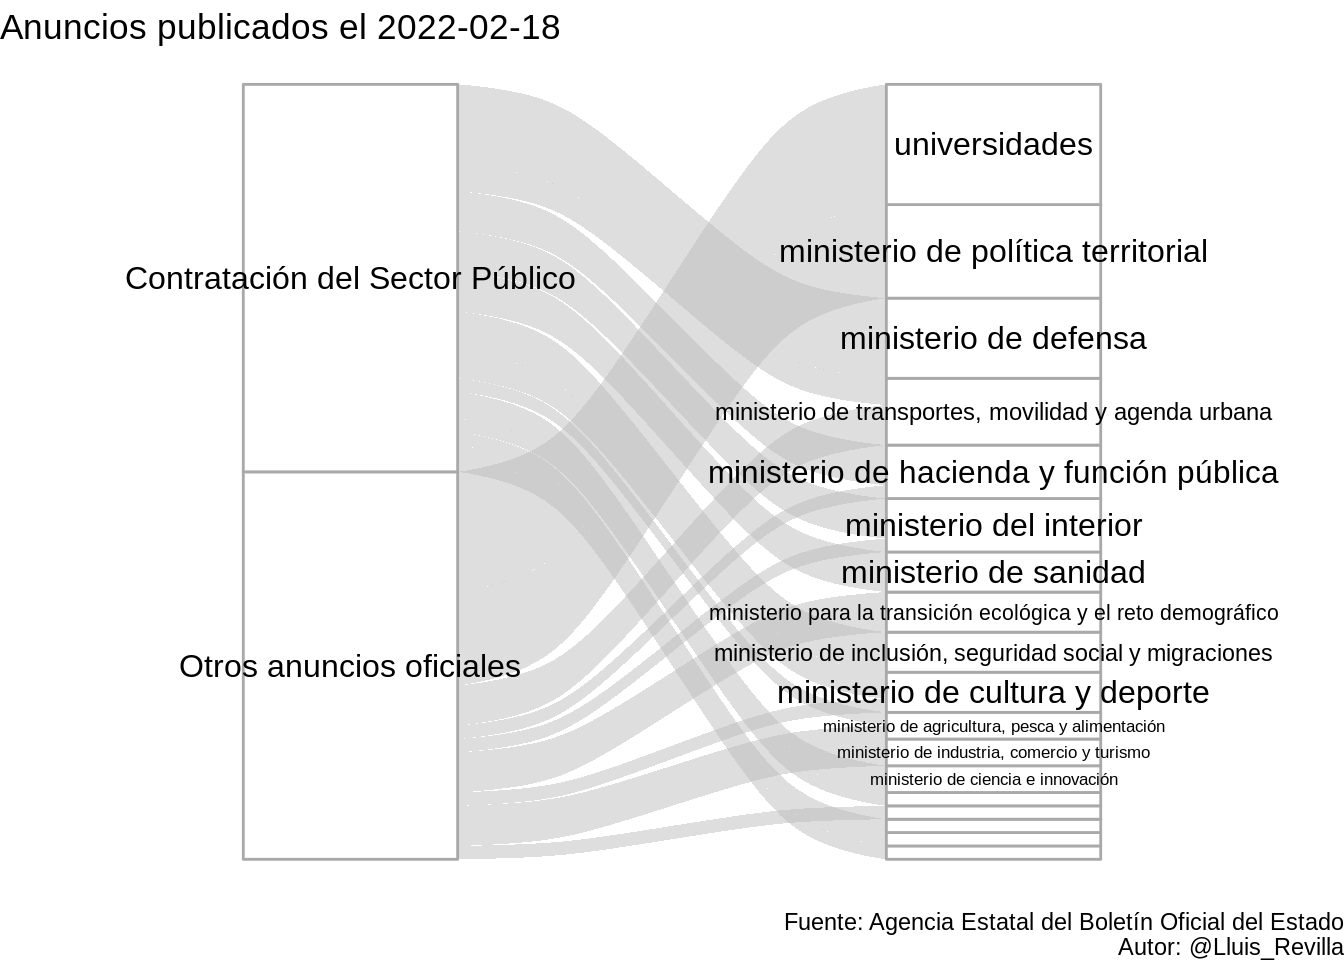 Anuncios publicados el 2022-02-18
Contratación del Sector Público
Otros anuncios oficiales
universidades
ministerio de política territorial
ministerio de defensa
ministerio de transportes, movilidad y agenda urbana
ministerio de hacienda y función pública
ministerio del interior
ministerio de sanidad
ministerio para la transición ecológica y el reto demográfico
ministerio de inclusión, seguridad social y migraciones
ministerio de cultura y deporte
ministerio de agricultura, pesca y alimentación
ministerio de industria, comercio y turismo
ministerio de ciencia e innovación
Fuente: Agencia Estatal del Boletín Oficial del Estado
Autor: @Lluis_Revilla